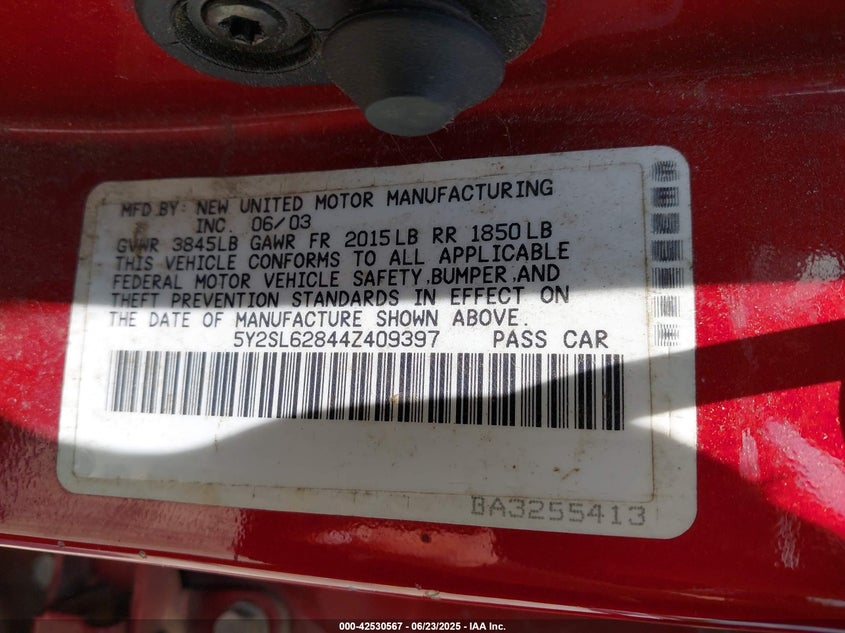 MFD.BY: NEW UNITED MOTOR MANUFACTURING
INC. 06/03
GVWR 3845LB GAWR FR 2015LB RR 1850LB
THIS VEHICLE CONFORMS TO ALL APPLICABLE
FEDERAL MOTOR VEHICLE SAFETY,BUMPER,AND
THEFT PREVENTION STANDARDS IN EFFECT ON
THE DATE OF MANUFACTURE SHOWN ABOVE.
5Y2SL62844Z409397 PASS CAR
BA3255413
000-42530567 - 06/23/2025 - IAA Inc.